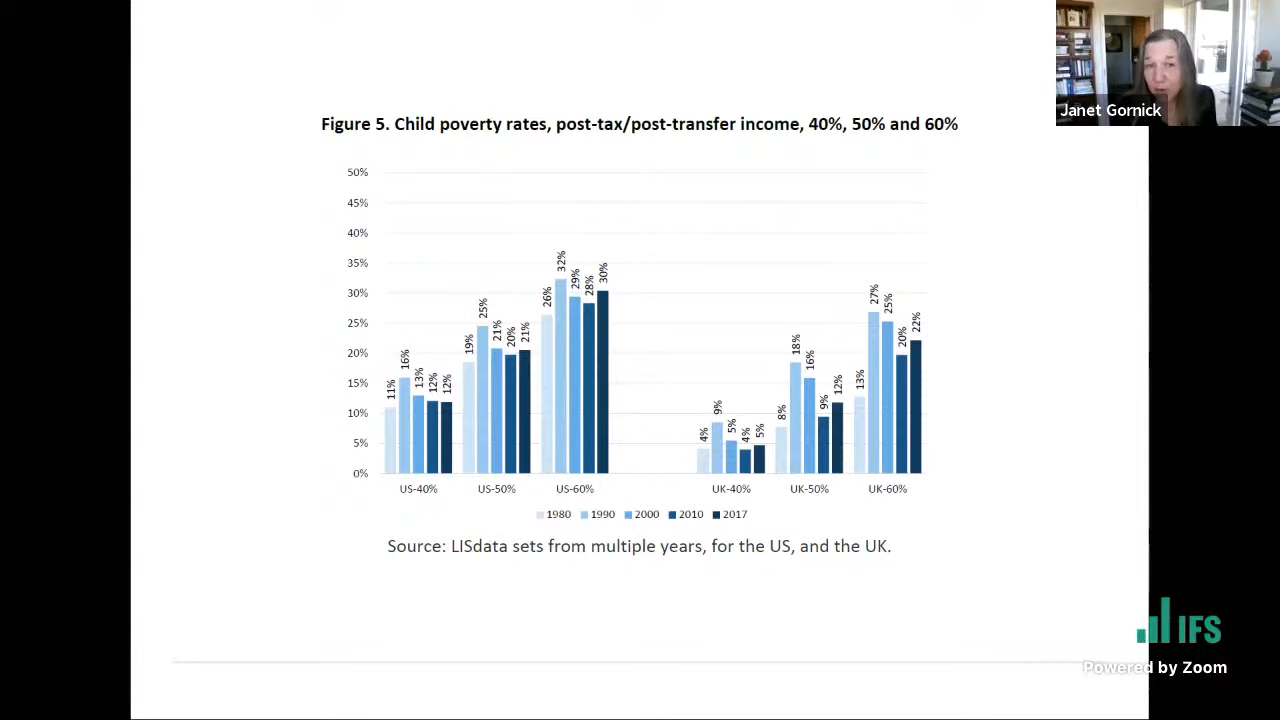 Janet Gornick
Figure 5. Child poverty rates, post-tax/post-transfer income, 40%, 50% and 60%
50%
45%
40%
35%
30%
25%
20%
15%
10%
5%
0%
11% 16% 13% 12% 12%
19% 25% 21% 20% 21%
26% 32% 29% 28% 30%
4% 9% 5% 4% 5%
8% 18% 16% 9% 12%
13% 27% 25% 20% 22%
US-40% US-50% US-60% UK-40% UK-50% UK-60%
1980 1990 2000 2010 2017
Source: LISdata sets from multiple years, for the US, and the UK.
IFS
Powered by Zoom